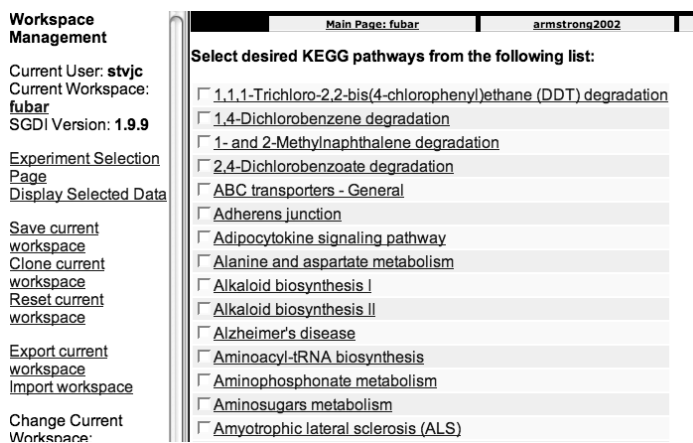 Workspace
Management
Current User: stvjc
Current Workspace:
fubar
SGDI Version: 1.9.9
Experiment Selection
Page
Display Selected Data
Save current
workspace
Clone current
workspace
Reset current
workspace
Export current
workspace
Import workspace
Change Current
Workspace:
Main Page: fubar
armstrong2002
Select desired KEGG pathways from the following list:
1,1,1-Trichloro-2,2-bis(4-chlorophenyl)ethane (DDT) degradation
1,4-Dichlorobenzene degradation
1- and 2-Methylnaphthalene degradation
2,4-Dichlorobenzoate degradation
ABC transporters - General
Adherens junction
Adipocytokine signaling pathway
Alanine and aspartate metabolism
Alkaloid biosynthesis I
Alkaloid biosynthesis II
Alzheimer's disease
Aminoacyl-tRNA biosynthesis
Aminophosphonate metabolism
Aminosugars metabolism
Amyotrophic lateral sclerosis (ALS)